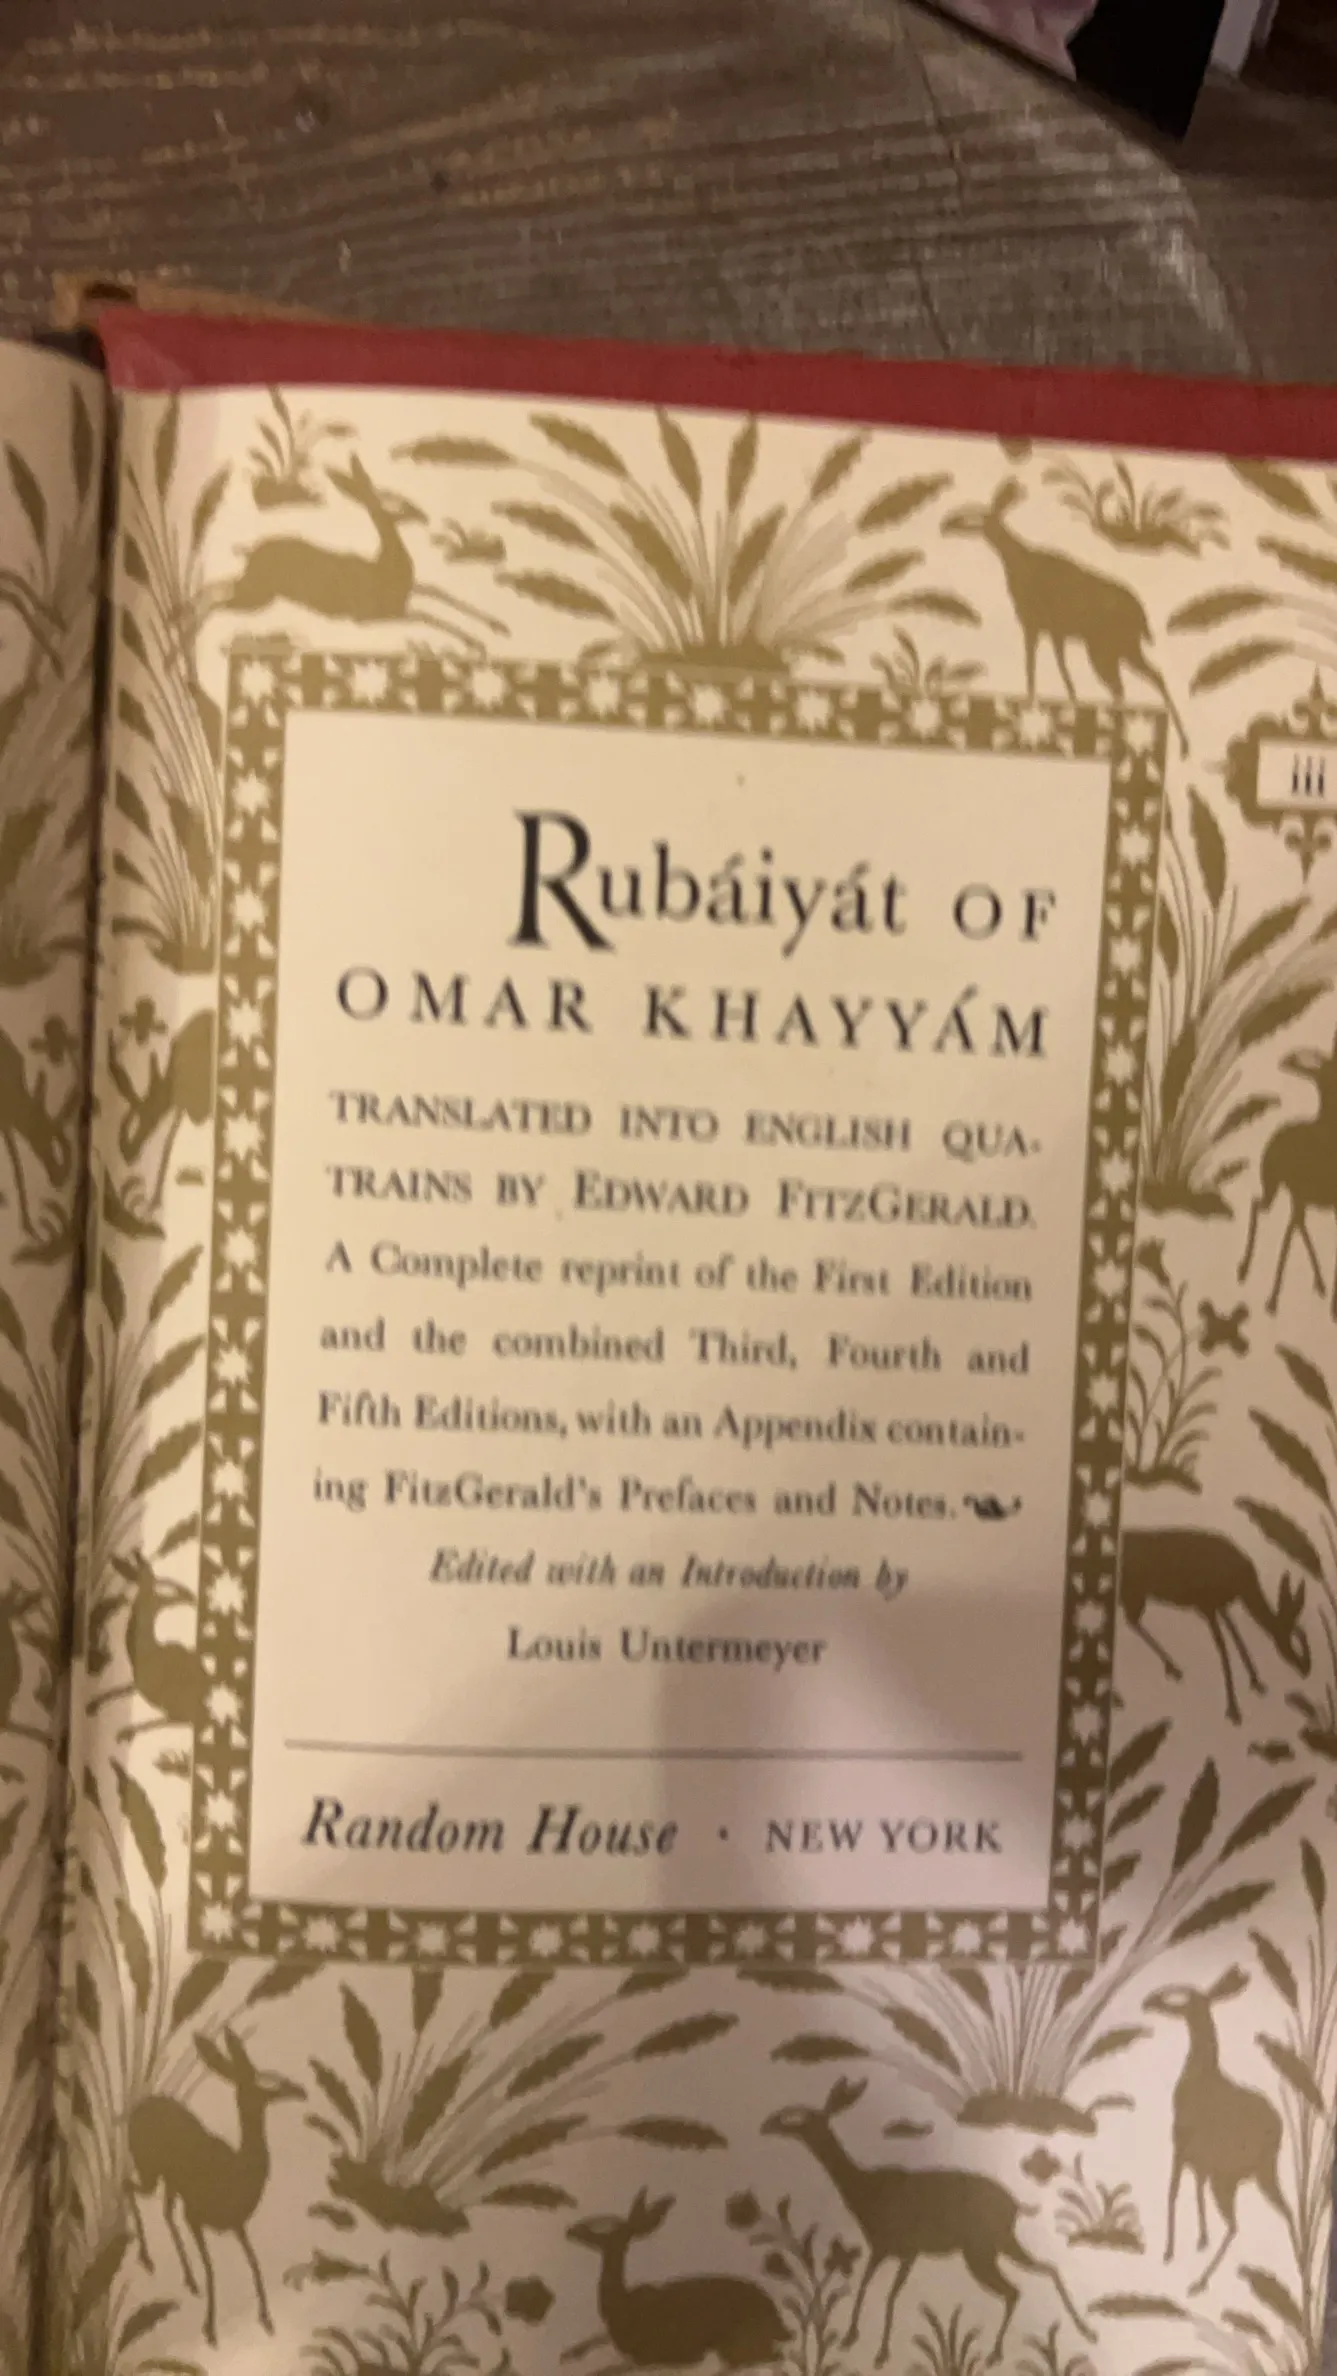 iii
Rubáiyát OF
OMAR KHAYYÁM
TRANSLATED INTO ENGLISH QUA-
TRAINS BY EDWARD FITZGERALD.
A Complete reprint of the First Edition
and the combined Third, Fourth and
Fifth Editions, with an Appendix contain-
ing FitzGerald's Prefaces and Notes.
Edited with an Introduction by
Louis Untermeyer
Random House · NEW YORK